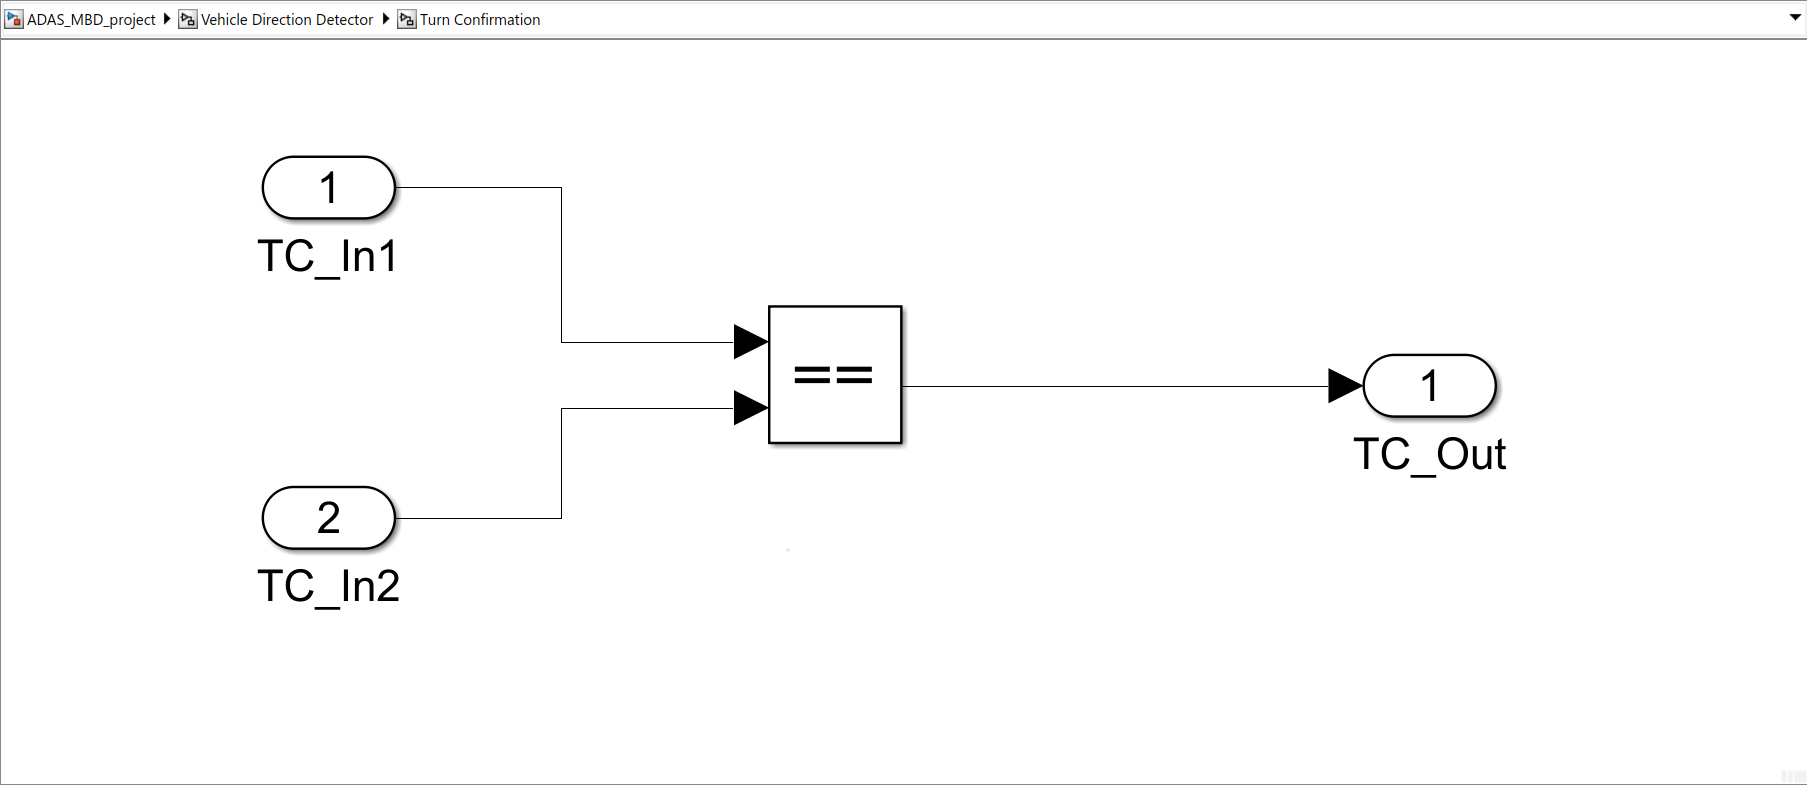 ADAS_MBD_project Vehicle Direction Detector Turn Confirmation
1
TC_In1
==
1
TC_Out
2
TC_In2